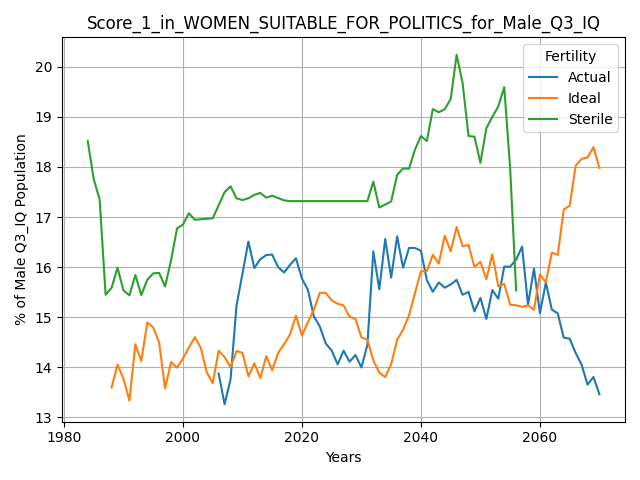 Score_1_in_WOMEN_SUITABLE_FOR_POLITICS_for_Male_Q3_IQ
Fertility
Actual
Ideal
Sterile
% of Male Q3_IQ Population
20
19
18
17
16
15
14
13
1980
2000
2020
2040
2060
Years